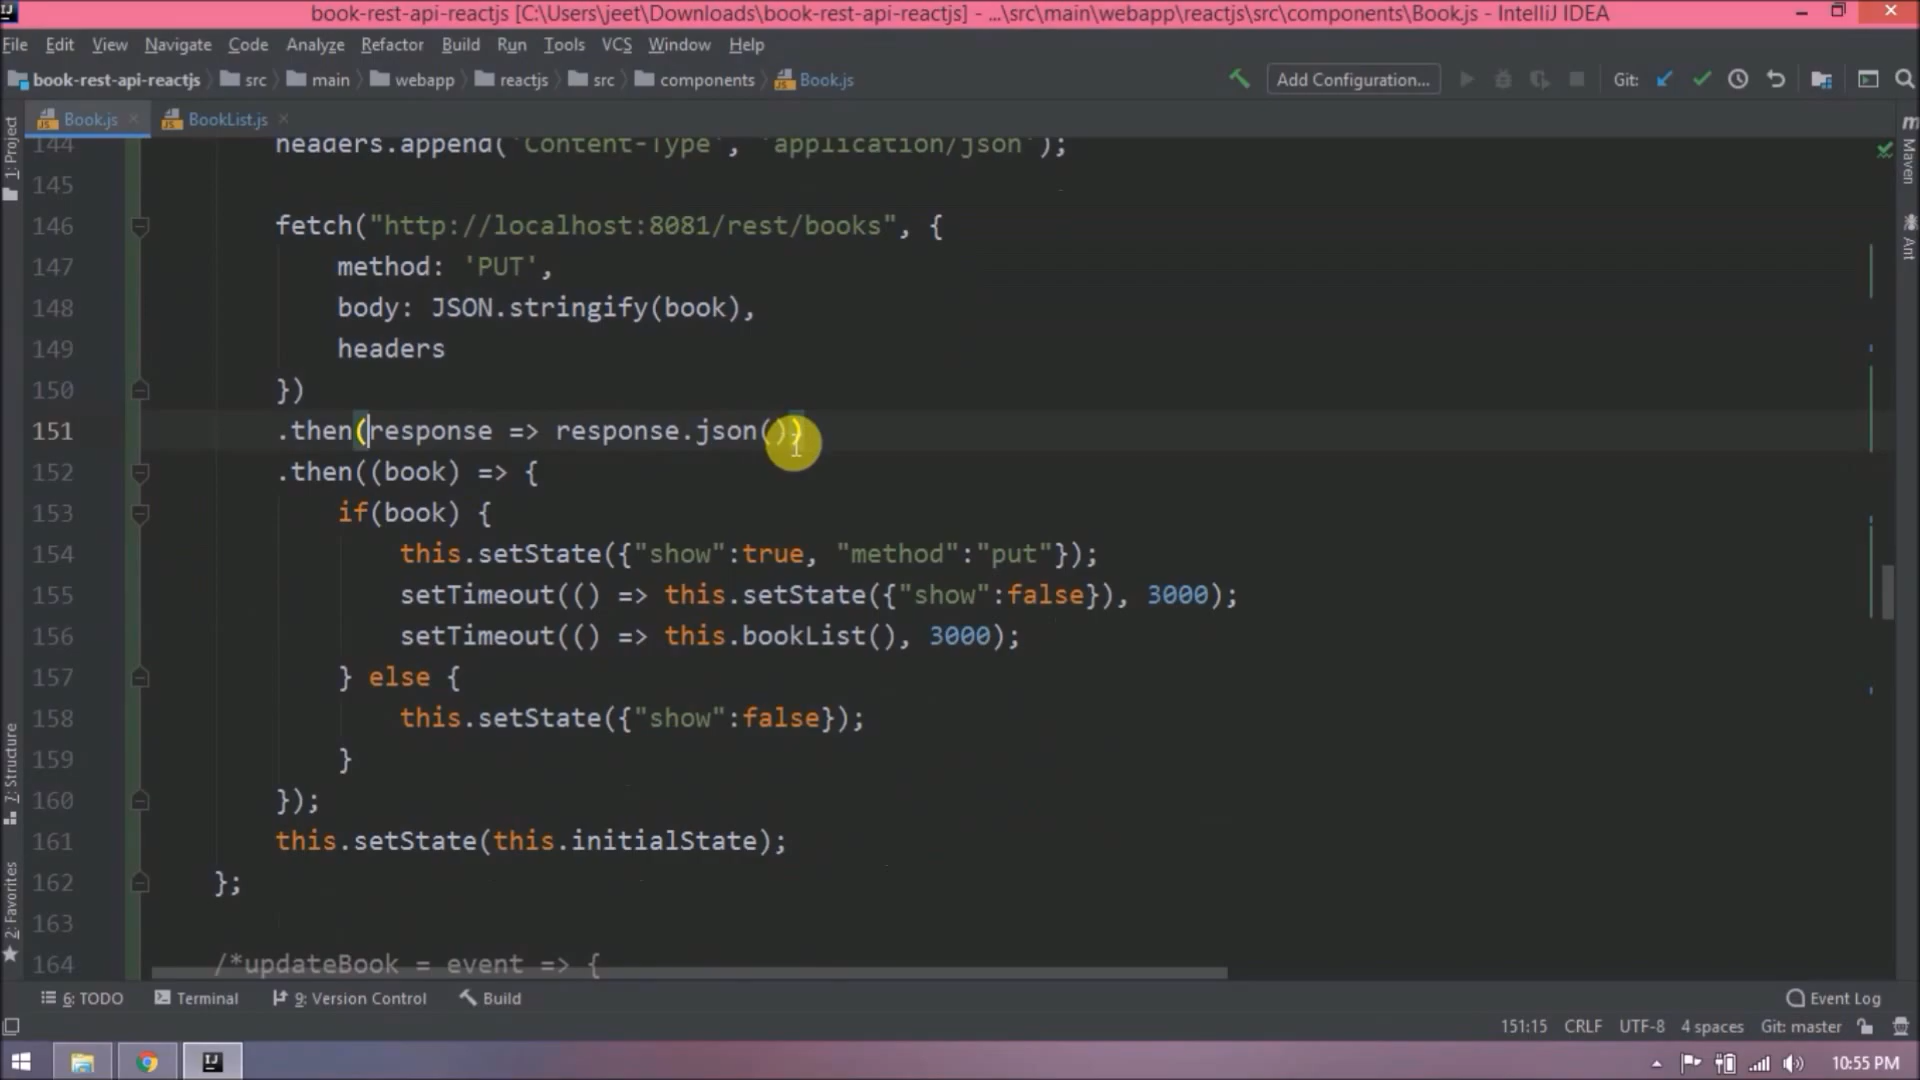 book-rest-api-reactjs [C:\Users\jeet\Downloads\book-rest-api-reactjs] - ...\src\main\webapp\reactjs\src\components\Book.js - IntelliJ IDEA
File Edit View Navigate Code Analyze Refactor Build Run Tools VCS Window Help
book-rest-api-reactjs src main webapp reactjs src components Book.js Add Configuration... Git:
Book.js BookList.js
1: Project
7: Structure
2: Favorites
Maven
Ant
144 headers.append('Content-Type', 'application/json');
145
146 fetch("http://localhost:8081/rest/books", {
147 method: 'PUT',
148 body: JSON.stringify(book),
149 headers
150 })
151 .then(response => response.json())
152 .then((book) => {
153 if(book) {
154 this.setState({"show":true, "method":"put"});
155 setTimeout(() => this.setState({"show":false}), 3000);
156 setTimeout(() => this.bookList(), 3000);
157 } else {
158 this.setState({"show":false});
159 }
160 });
161 this.setState(this.initialState);
162 };
163
164 /*updateBook = event => {
6: TODO Terminal 9: Version Control Build Event Log
151:15 CRLF UTF-8 4 spaces Git: master
10:55 PM